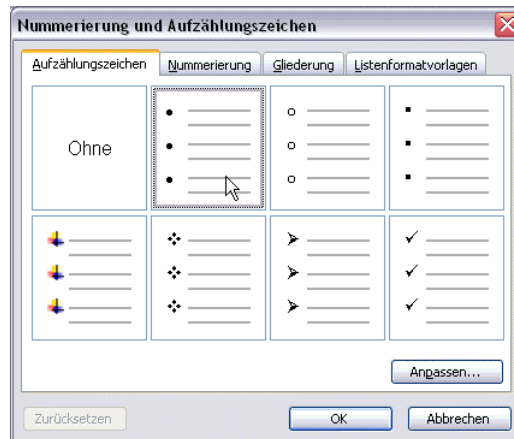 Nummerierung und Aufzählungszeichen
Aufzählungszeichen Nummerierung Gliederung Listenformatvorlagen
Ohne
Anpassen...
Zurücksetzen OK Abbrechen